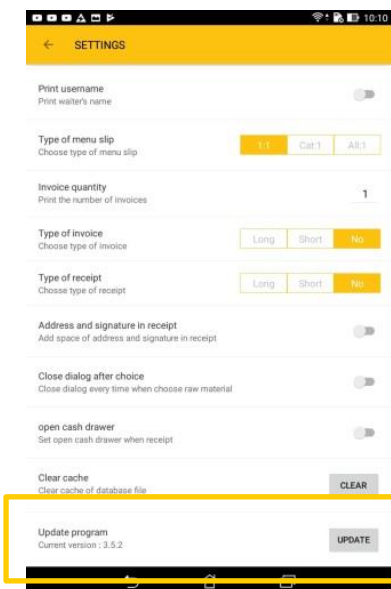 10:10
SETTINGS
Print username
Print waiter's name
Type of menu slip
Choose type of menu slip
1:1 Cat:1 All:1
Invoice quantity
Print the number of invoices
1
Type of invoice
Choose type of invoice
Long Short No
Type of receipt
Chosse type of receipt
Long Short No
Address and signature in receipt
Add space of address and signature in receipt
Close dialog after choice
Close dialog every time when choose raw material
open cash drawer
Set open cash drawer when receipt
Clear cache
Clear cache of database file
CLEAR
Update program
Current version : 3.5.2
UPDATE